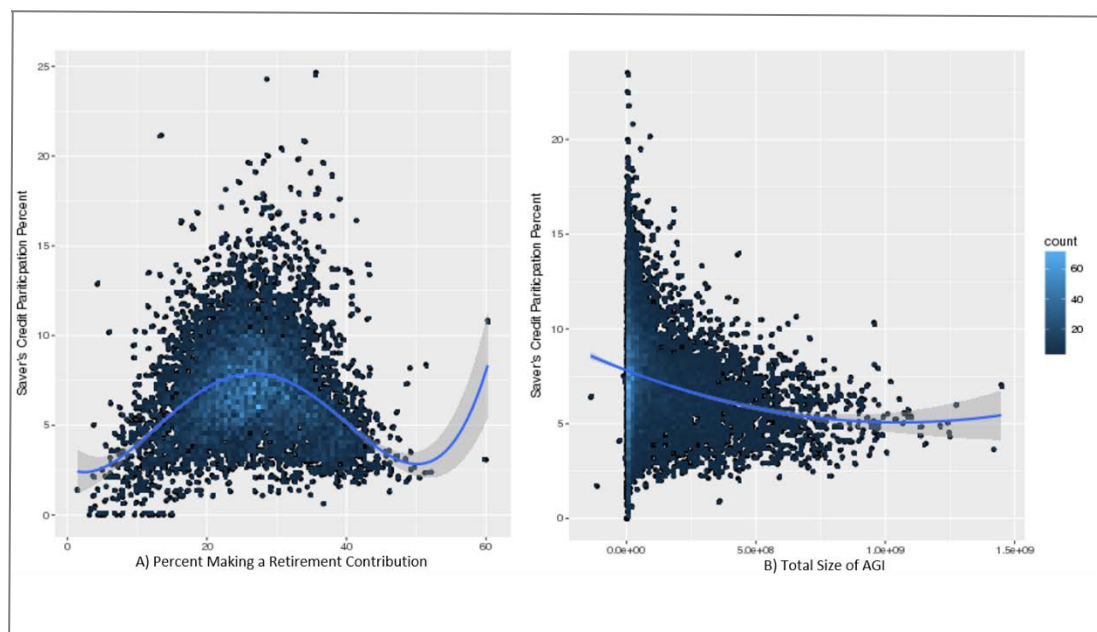 Saver's Credit Pariticpation Percent
25
20
15
10
5
0
0
20
40
60
A) Percent Making a Retirement Contribution
Saver's Credit Pariticpation Percent
20
15
10
5
0
0.0e+00
5.0e+08
1.0e+09
1.5e+09
B) Total Size of AGI
count
60
40
20